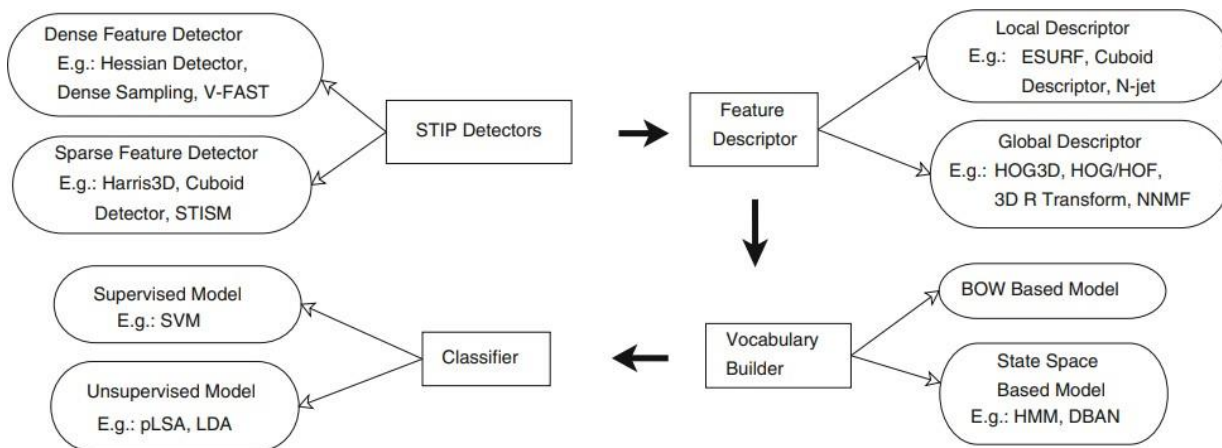 Dense Feature Detector
E.g.: Hessian Detector,
Dense Sampling, V-FAST
Sparse Feature Detector
E.g.: Harris3D, Cuboid
Detector, STISM
STIP Detectors
Feature
Descriptor
Local Descriptor
E.g.: ESURF, Cuboid
Descriptor, N-jet
Global Descriptor
E.g.: HOG3D, HOG/HOF,
3D R Transform, NNMF
Supervised Model
E.g.: SVM
Unsupervised Model
E.g.: pLSA, LDA
Classifier
Vocabulary
Builder
BOW Based Model
State Space
Based Model
E.g.: HMM, DBAN